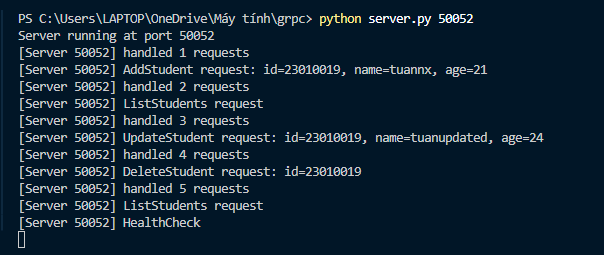 PS C:\Users\LAPTOP\OneDrive\Máy tính\grpc> python server.py 50052
Server running at port 50052
[Server 50052] handled 1 requests
[Server 50052] AddStudent request: id=23010019, name=tuannx, age=21
[Server 50052] handled 2 requests
[Server 50052] ListStudents request
[Server 50052] handled 3 requests
[Server 50052] UpdateStudent request: id=23010019, name=tuanupdated, age=24
[Server 50052] handled 4 requests
[Server 50052] DeleteStudent request: id=23010019
[Server 50052] handled 5 requests
[Server 50052] ListStudents request
[Server 50052] HealthCheck